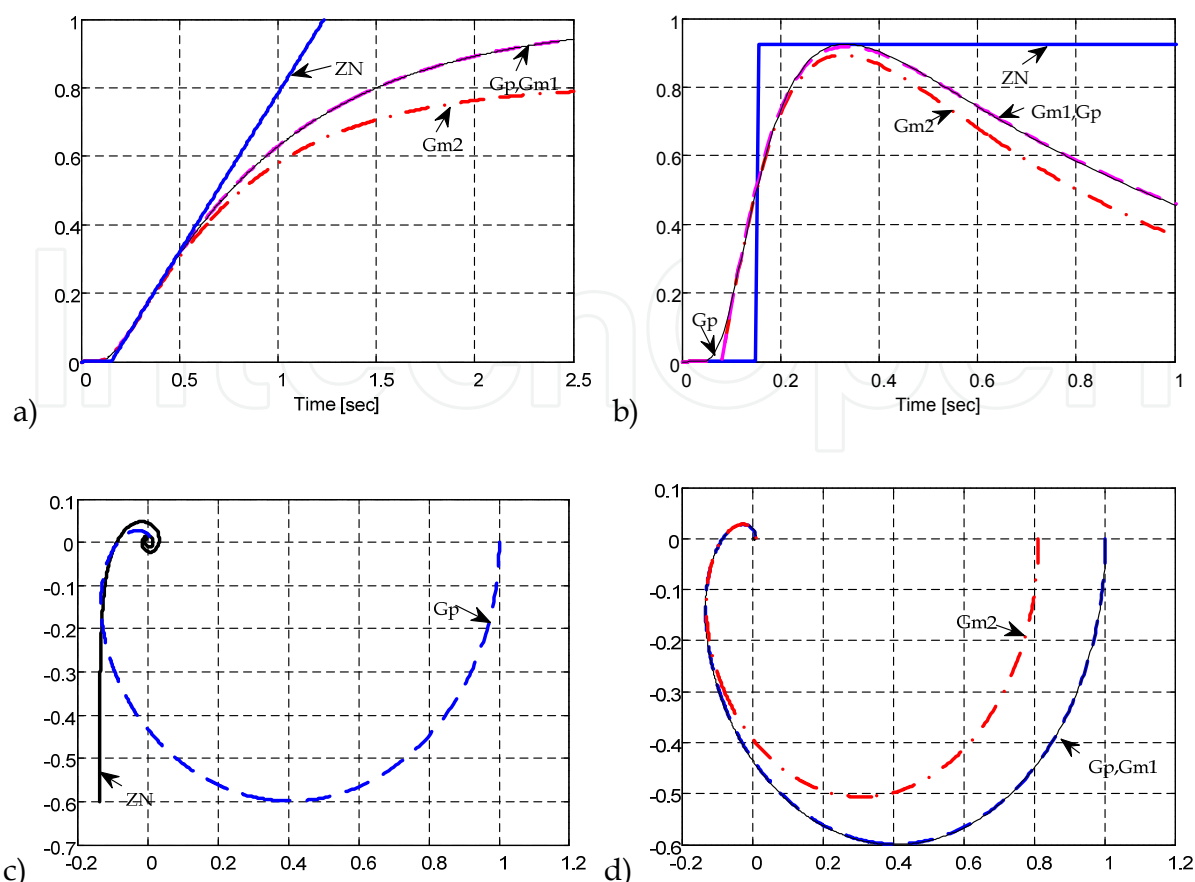 1
0.8
0.6
0.4
0.2
0
0 0.5 1 1.5 2 2.5
Time [sec]
ZN
Gp,Gm1
Gm2
a)
1
0.8
0.6
0.4
0.2
0
0 0.2 0.4 0.6 0.8 1
Time [sec]
ZN
Gm1,Gp
Gm2
Gp
b)
InTechOpen
0.1
0
-0.1
-0.2
-0.3
-0.4
-0.5
-0.6
-0.7
-0.2 0 0.2 0.4 0.6 0.8 1 1.2
Gp
ZN
c)
0.1
0
-0.1
-0.2
-0.3
-0.4
-0.5
-0.6
-0.2 0 0.2 0.4 0.6 0.8 1 1.2
Gm2
Gp,Gm1
d)